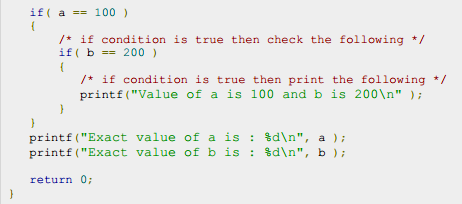 if( a == 100 )
{
/* if condition is true then check the following */
if( b == 200 )
{
/* if condition is true then print the following */
printf("Value of a is 100 and b is 200\n" );
}
}
printf("Exact value of a is : %d\n", a );
printf("Exact value of b is : %d\n", b );
return 0;
}